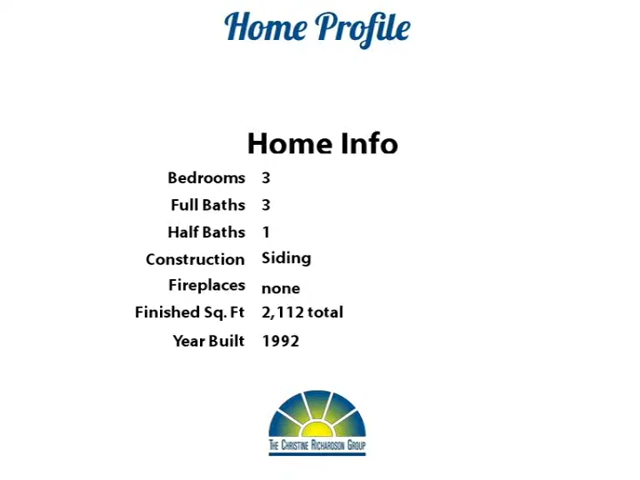 Home Profile
Home Info
Bedrooms 3
Full Baths 3
Half Baths 1
Construction Siding
Fireplaces none
Finished Sq. Ft 2,112 total
Year Built 1992
The Christine Richardson Group